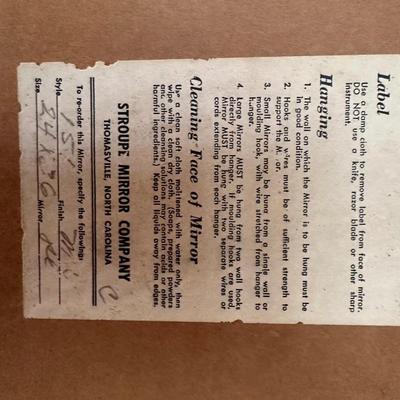 Label
Use a damp cloth to remove label from face of mirror.
DO NOT use a knife, razor blade or other sharp
instrument.
Hanging
1. The wall on which the Mirror is to be hung must be
in good condition.
2. Hooks and wires must be of sufficient strength to
support the M
or.
3. Small Mirrors may be hung from a single wall or
moulding hook, with wire stretched from hanger to
hanger.
4. Large Mirrors MUST be hung from two wall hooks
directly from hangers. If moulding hooks are used,
Mirror MUST be hung with two separate wires or
cords extending from each hanger.
Cleaning Face of Mirror
Use a clean soft cloth moistened with water only, then
wipe with a clean dry cloth. (Soaps, prepared powders
and other cleansing solutions may contain acids or other
harmful ingredients.) Keep all liquids away from edges.
STROUPE MIRROR COMPANY
THOMASVILLE, NORTH CAROLINA
C
To re-order this Mirror, specify the following:
Style
151
Finish
Size
Mirror